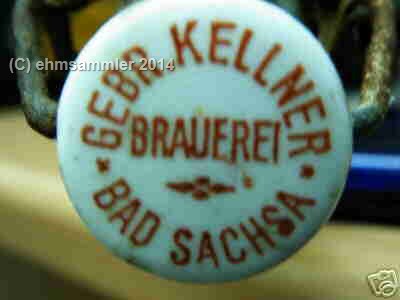 (C) ehmsammler 2014
GEBR. KELLNER
BRAUEREI
* BAD SACHSA *